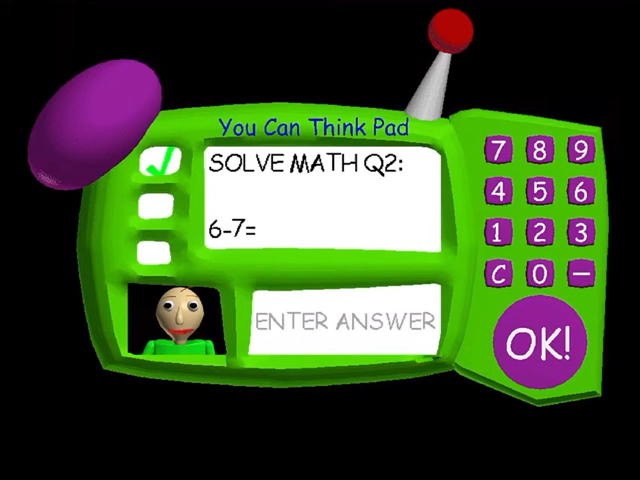 You Can Think Pad
SOLVE MATH Q2:
6-7=
ENTER ANSWER
7 8 9
4 5 6
1 2 3
C 0 −
OK!